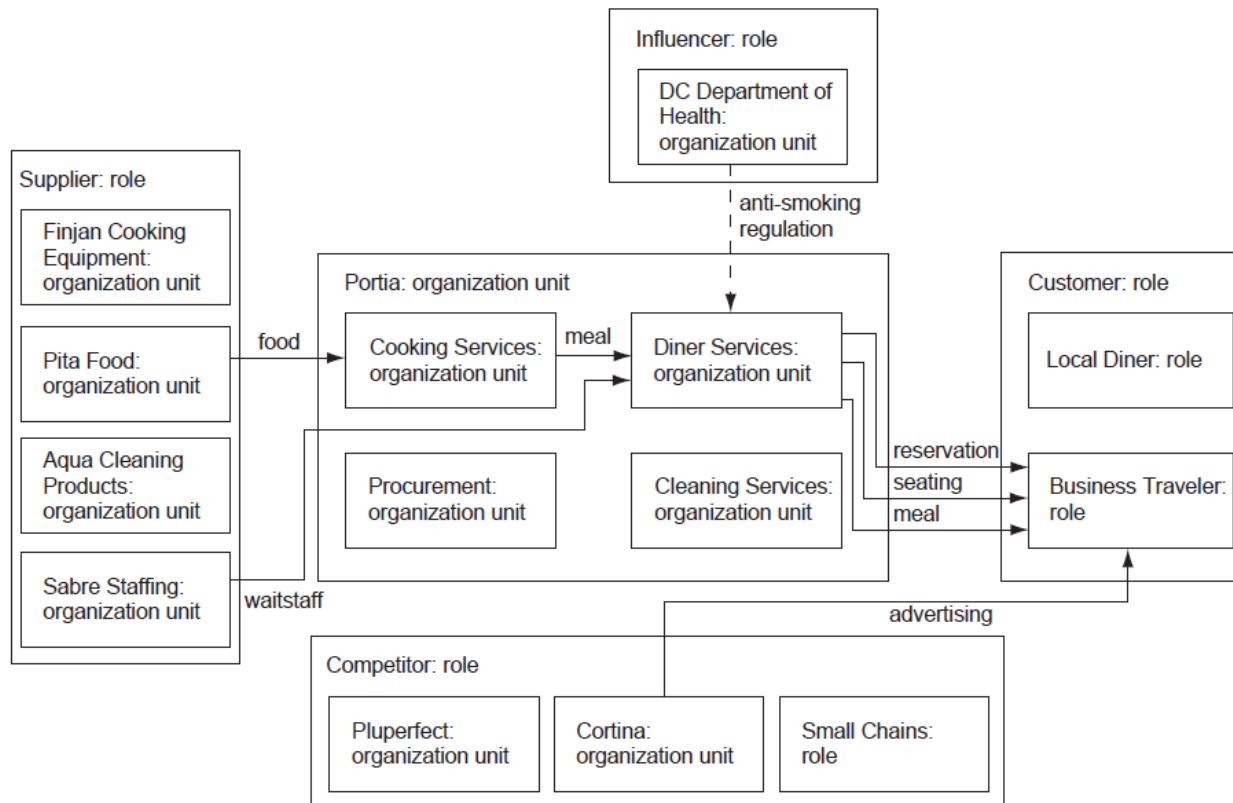 Influencer: role
DC Department of
Health:
organization unit
anti-smoking
regulation
Supplier: role
Finjan Cooking
Equipment:
organization unit
Pita Food:
organization unit
Aqua Cleaning
Products:
organization unit
Sabre Staffing:
organization unit
food
waitstaff
Portia: organization unit
Cooking Services:
organization unit
meal
Diner Services:
organization unit
Procurement:
organization unit
Cleaning Services:
organization unit
reservation
seating
meal
Customer: role
Local Diner: role
Business Traveler:
role
advertising
Competitor: role
Pluperfect:
organization unit
Cortina:
organization unit
Small Chains:
role